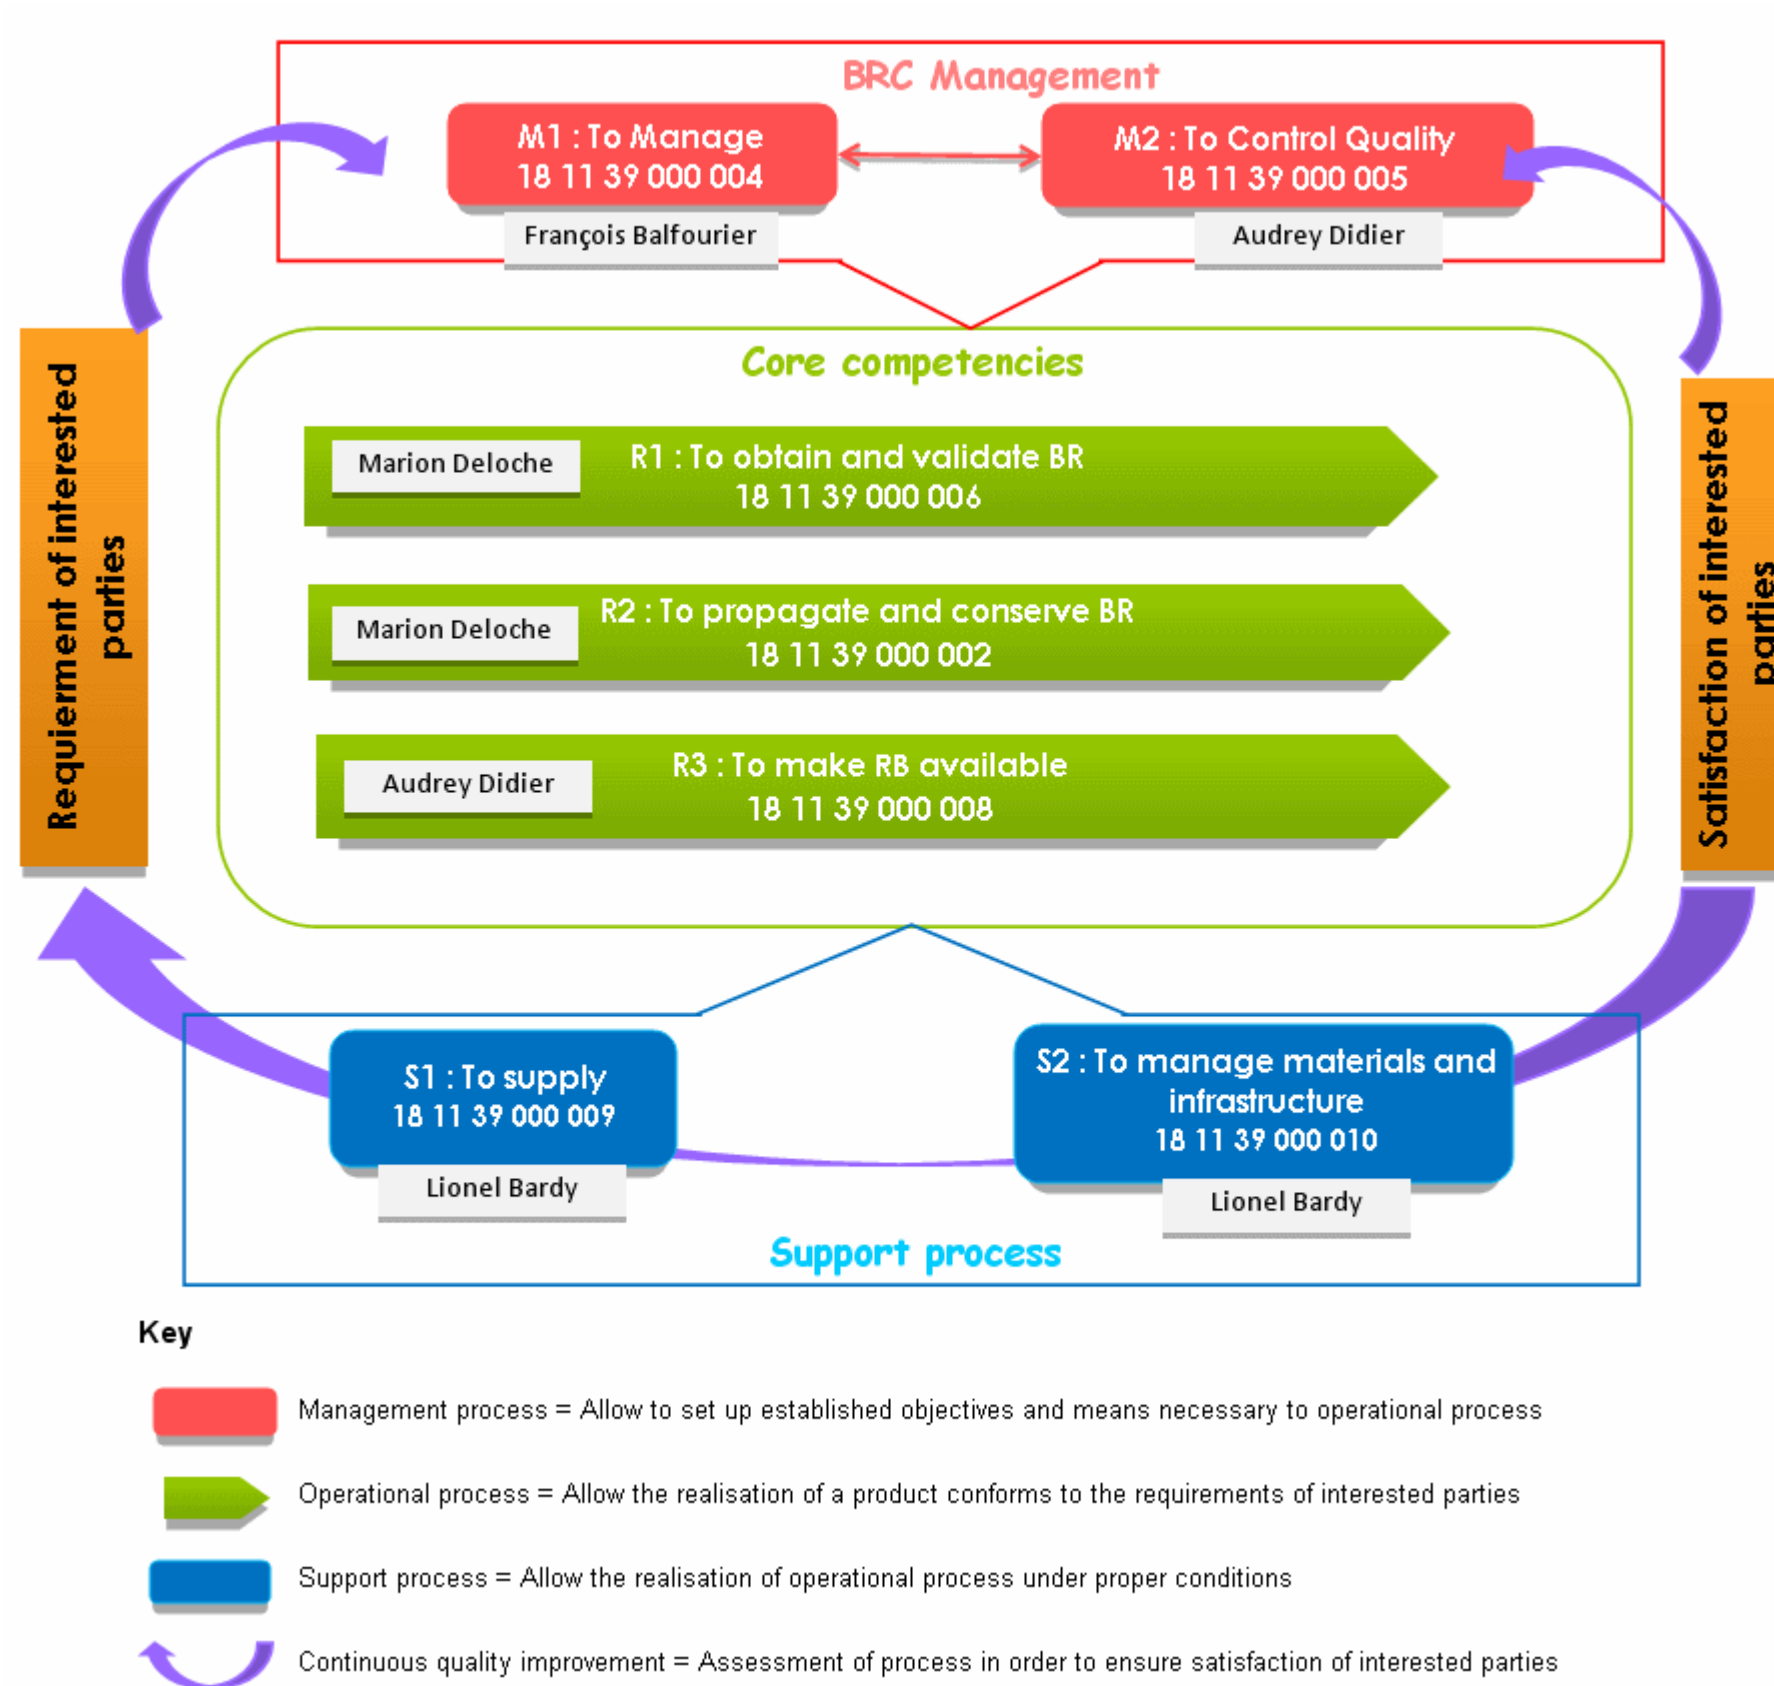 BRC Management
M1 : To Manage
18 11 39 000 004
François Balfourier
M2 : To Control Quality
18 11 39 000 005
Audrey Didier
Requierment of interested
parties
Core competencies
Marion Deloche
R1 : To obtain and validate BR
18 11 39 000 006
Marion Deloche
R2 : To propagate and conserve BR
18 11 39 000 002
Audrey Didier
R3 : To make RB available
18 11 39 000 008
Satisfaction of interested
parties
S1 : To supply
18 11 39 000 009
Lionel Bardy
S2 : To manage materials and
infrastructure
18 11 39 000 010
Lionel Bardy
Support process
Key
Management process = Allow to set up established objectives and means necessary to operational process
Operational process = Allow the realisation of a product conforms to the requirements of interested parties
Support process = Allow the realisation of operational process under proper conditions
Continuous quality improvement = Assessment of process in order to ensure satisfaction of interested parties